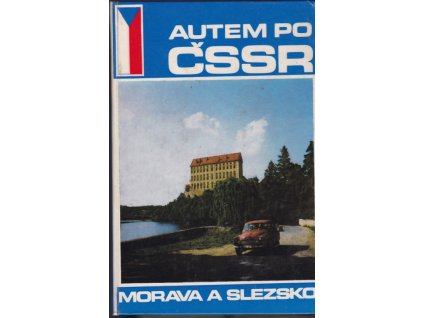 AUTEM PO
ČSSR
MORAVA A SLEZSKO